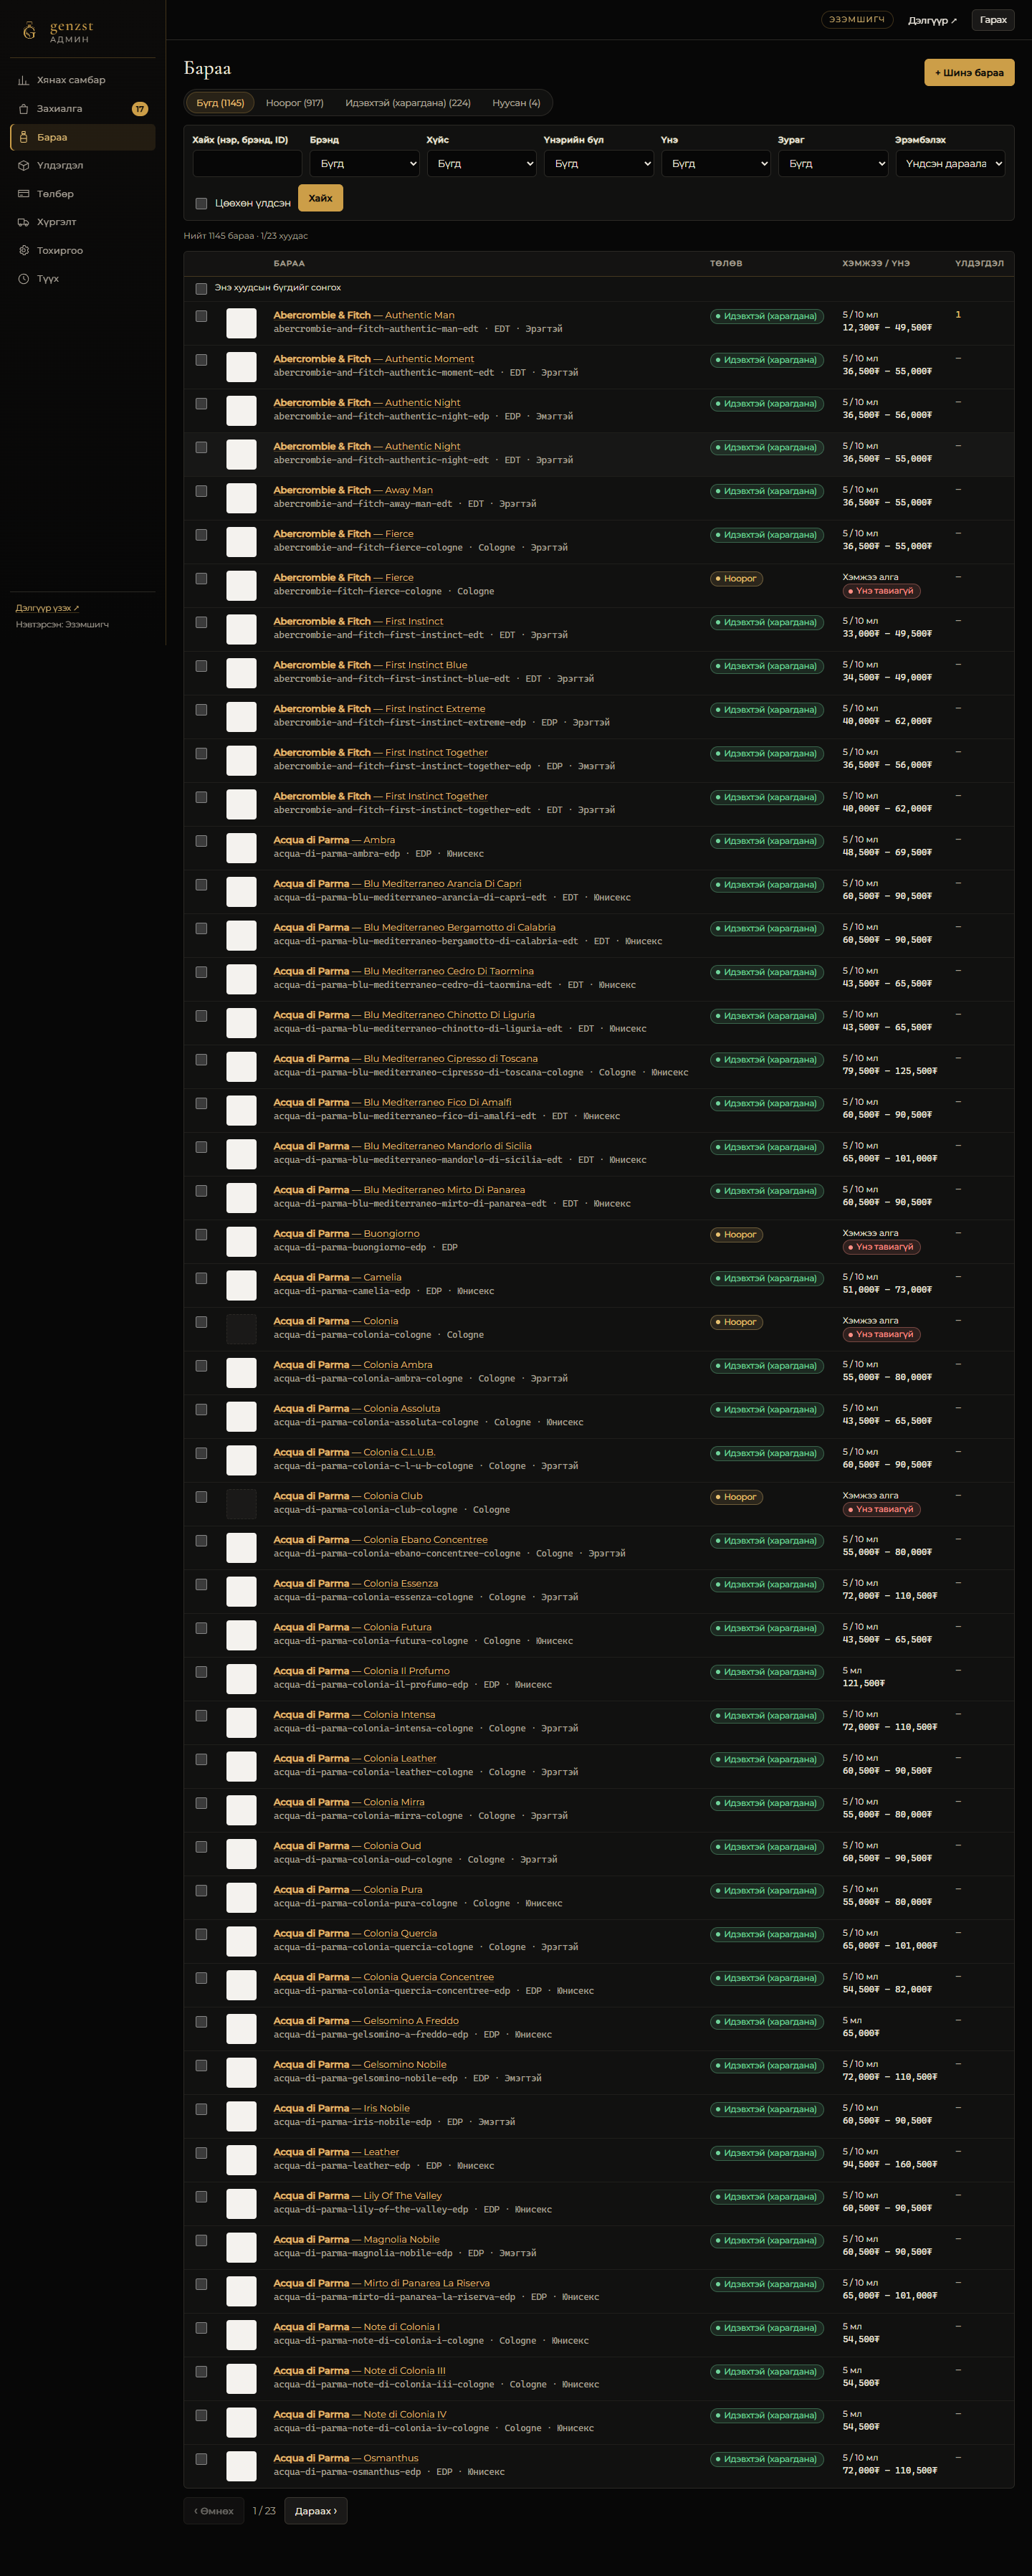 genzst
АДМИН
Хянах самбар
Захиалга 17
Бараа
Үлдэгдэл
Төлбөр
Хүргэлт
Тохиргоо
Түүх
Дэлгүүр үзэх ↗
Нэвтэрсэн: Эзэмшигч
ЭЗЭМШИГЧ Дэлгүүр ↗ Гарах
Бараа
+ Шинэ бараа
Бүгд (1145) Ноорог (917) Идэвхтэй (харагдана) (224) Нуусан (4)
Хайх (нэр, брэнд, ID) Брэнд Хүйс Үнэрийн бүл Үнэ Зураг Эрэмбэлэх
Бүгд Бүгд Бүгд Бүгд Бүгд Үндсэн дараала
Цөөхөн үлдсэн Хайх
Нийт 1145 бараа · 1/23 хуудас
БАРАА ТӨЛӨВ ХЭМЖЭЭ / ҮНЭ ҮЛДЭГДЭЛ
Энэ хуудсын бүгдийг сонгох
Abercrombie & Fitch — Authentic Man Идэвхтэй (харагдана) 5 / 10 мл 1
abercrombie-and-fitch-authentic-man-edt · EDT · Эрэгтэй 12,300₮ – 49,500₮
Abercrombie & Fitch — Authentic Moment Идэвхтэй (харагдана) 5 / 10 мл —
abercrombie-and-fitch-authentic-moment-edt · EDT · Эрэгтэй 36,500₮ – 55,000₮
Abercrombie & Fitch — Authentic Night Идэвхтэй (харагдана) 5 / 10 мл —
abercrombie-and-fitch-authentic-night-edp · EDP · Эмэгтэй 36,500₮ – 56,000₮
Abercrombie & Fitch — Authentic Night Идэвхтэй (харагдана) 5 / 10 мл —
abercrombie-and-fitch-authentic-night-edt · EDT · Эрэгтэй 36,500₮ – 55,000₮
Abercrombie & Fitch — Away Man Идэвхтэй (харагдана) 5 / 10 мл —
abercrombie-and-fitch-away-man-edt · EDT · Эрэгтэй 36,500₮ – 55,000₮
Abercrombie & Fitch — Fierce Идэвхтэй (харагдана) 5 / 10 мл —
abercrombie-and-fitch-fierce-cologne · Cologne · Эрэгтэй 36,500₮ – 55,000₮
Abercrombie & Fitch — Fierce Ноорог Хэмжээ алга —
abercrombie-fitch-fierce-cologne · Cologne Үнэ тавиагүй
Abercrombie & Fitch — First Instinct Идэвхтэй (харагдана) 5 / 10 мл —
abercrombie-and-fitch-first-instinct-edt · EDT · Эрэгтэй 33,000₮ – 49,500₮
Abercrombie & Fitch — First Instinct Blue Идэвхтэй (харагдана) 5 / 10 мл —
abercrombie-and-fitch-first-instinct-blue-edt · EDT · Эрэгтэй 34,500₮ – 49,000₮
Abercrombie & Fitch — First Instinct Extreme Идэвхтэй (харагдана) 5 / 10 мл —
abercrombie-and-fitch-first-instinct-extreme-edp · EDP · Эрэгтэй 40,000₮ – 62,000₮
Abercrombie & Fitch — First Instinct Together Идэвхтэй (харагдана) 5 / 10 мл —
abercrombie-and-fitch-first-instinct-together-edp · EDP · Эмэгтэй 36,500₮ – 56,000₮
Abercrombie & Fitch — First Instinct Together Идэвхтэй (харагдана) 5 / 10 мл —
abercrombie-and-fitch-first-instinct-together-edt · EDT · Эрэгтэй 40,000₮ – 62,000₮
Acqua di Parma — Ambra Идэвхтэй (харагдана) 5 / 10 мл —
acqua-di-parma-ambra-edp · EDP · Юнисекс 48,500₮ – 69,500₮
Acqua di Parma — Blu Mediterraneo Arancia Di Capri Идэвхтэй (харагдана) 5 / 10 мл —
acqua-di-parma-blu-mediterraneo-arancia-di-capri-edt · EDT · Юнисекс 60,500₮ – 90,500₮
Acqua di Parma — Blu Mediterraneo Bergamotto di Calabria Идэвхтэй (харагдана) 5 / 10 мл —
acqua-di-parma-blu-mediterraneo-bergamotto-di-calabria-edt · EDT · Юнисекс 60,500₮ – 90,500₮
Acqua di Parma — Blu Mediterraneo Cedro Di Taormina Идэвхтэй (харагдана) 5 / 10 мл —
acqua-di-parma-blu-mediterraneo-cedro-di-taormina-edt · EDT · Юнисекс 43,500₮ – 65,500₮
Acqua di Parma — Blu Mediterraneo Chinotto Di Liguria Идэвхтэй (харагдана) 5 / 10 мл —
acqua-di-parma-blu-mediterraneo-chinotto-di-liguria-edt · EDT · Юнисекс 43,500₮ – 65,500₮
Acqua di Parma — Blu Mediterraneo Cipresso di Toscana Идэвхтэй (харагдана) 5 / 10 мл —
acqua-di-parma-blu-mediterraneo-cipresso-di-toscana-cologne · Cologne · Юнисекс 79,500₮ – 125,500₮
Acqua di Parma — Blu Mediterraneo Fico Di Amalfi Идэвхтэй (харагдана) 5 / 10 мл —
acqua-di-parma-blu-mediterraneo-fico-di-amalfi-edt · EDT · Юнисекс 60,500₮ – 90,500₮
Acqua di Parma — Blu Mediterraneo Mandorlo di Sicilia Идэвхтэй (харагдана) 5 / 10 мл —
acqua-di-parma-blu-mediterraneo-mandorlo-di-sicilia-edt · EDT · Юнисекс 65,000₮ – 101,000₮
Acqua di Parma — Blu Mediterraneo Mirto Di Panarea Идэвхтэй (харагдана) 5 / 10 мл —
acqua-di-parma-blu-mediterraneo-mirto-di-panarea-edt · EDT · Юнисекс 60,500₮ – 90,500₮
Acqua di Parma — Buongiorno Ноорог Хэмжээ алга —
acqua-di-parma-buongiorno-edp · EDP Үнэ тавиагүй
Acqua di Parma — Camelia Идэвхтэй (харагдана) 5 / 10 мл —
acqua-di-parma-camelia-edp · EDP · Юнисекс 51,000₮ – 73,000₮
Acqua di Parma — Colonia Ноорог Хэмжээ алга —
acqua-di-parma-colonia-cologne · Cologne Үнэ тавиагүй
Acqua di Parma — Colonia Ambra Идэвхтэй (харагдана) 5 / 10 мл —
acqua-di-parma-colonia-ambra-cologne · Cologne · Эрэгтэй 55,000₮ – 80,000₮
Acqua di Parma — Colonia Assoluta Идэвхтэй (харагдана) 5 / 10 мл —
acqua-di-parma-colonia-assoluta-cologne · Cologne · Юнисекс 43,500₮ – 65,500₮
Acqua di Parma — Colonia C.L.U.B. Идэвхтэй (харагдана) 5 / 10 мл —
acqua-di-parma-colonia-c-l-u-b-cologne · Cologne · Эрэгтэй 60,500₮ – 90,500₮
Acqua di Parma — Colonia Club Ноорог Хэмжээ алга —
acqua-di-parma-colonia-club-cologne · Cologne Үнэ тавиагүй
Acqua di Parma — Colonia Ebano Concentree Идэвхтэй (харагдана) 5 / 10 мл —
acqua-di-parma-colonia-ebano-concentree-cologne · Cologne · Эрэгтэй 55,000₮ – 80,000₮
Acqua di Parma — Colonia Essenza Идэвхтэй (харагдана) 5 / 10 мл —
acqua-di-parma-colonia-essenza-cologne · Cologne · Эрэгтэй 72,000₮ – 110,500₮
Acqua di Parma — Colonia Futura Идэвхтэй (харагдана) 5 / 10 мл —
acqua-di-parma-colonia-futura-cologne · Cologne · Юнисекс 43,500₮ – 65,500₮
Acqua di Parma — Colonia Il Profumo Идэвхтэй (харагдана) 5 мл —
acqua-di-parma-colonia-il-profumo-edp · EDP · Юнисекс 121,500₮
Acqua di Parma — Colonia Intensa Идэвхтэй (харагдана) 5 / 10 мл —
acqua-di-parma-colonia-intensa-cologne · Cologne · Эрэгтэй 72,000₮ – 110,500₮
Acqua di Parma — Colonia Leather Идэвхтэй (харагдана) 5 / 10 мл —
acqua-di-parma-colonia-leather-cologne · Cologne · Эрэгтэй 60,500₮ – 90,500₮
Acqua di Parma — Colonia Mirra Идэвхтэй (харагдана) 5 / 10 мл —
acqua-di-parma-colonia-mirra-cologne · Cologne · Эрэгтэй 55,000₮ – 80,000₮
Acqua di Parma — Colonia Oud Идэвхтэй (харагдана) 5 / 10 мл —
acqua-di-parma-colonia-oud-cologne · Cologne · Эрэгтэй 60,500₮ – 90,500₮
Acqua di Parma — Colonia Pura Идэвхтэй (харагдана) 5 / 10 мл —
acqua-di-parma-colonia-pura-cologne · Cologne · Юнисекс 55,000₮ – 80,000₮
Acqua di Parma — Colonia Quercia Идэвхтэй (харагдана) 5 / 10 мл —
acqua-di-parma-colonia-quercia-cologne · Cologne · Эрэгтэй 65,000₮ – 101,000₮
Acqua di Parma — Colonia Quercia Concentree Идэвхтэй (харагдана) 5 / 10 мл —
acqua-di-parma-colonia-quercia-concentree-edp · EDP · Юнисекс 54,500₮ – 82,000₮
Acqua di Parma — Gelsomino A Freddo Идэвхтэй (харагдана) 5 мл —
acqua-di-parma-gelsomino-a-freddo-edp · EDP · Юнисекс 65,000₮
Acqua di Parma — Gelsomino Nobile Идэвхтэй (харагдана) 5 / 10 мл —
acqua-di-parma-gelsomino-nobile-edp · EDP · Эмэгтэй 72,000₮ – 110,500₮
Acqua di Parma — Iris Nobile Идэвхтэй (харагдана) 5 / 10 мл —
acqua-di-parma-iris-nobile-edp · EDP · Эмэгтэй 60,500₮ – 90,500₮
Acqua di Parma — Leather Идэвхтэй (харагдана) 5 / 10 мл —
acqua-di-parma-leather-edp · EDP · Юнисекс 94,500₮ – 160,500₮
Acqua di Parma — Lily Of The Valley Идэвхтэй (харагдана) 5 / 10 мл —
acqua-di-parma-lily-of-the-valley-edp · EDP · Юнисекс 60,500₮ – 90,500₮
Acqua di Parma — Magnolia Nobile Идэвхтэй (харагдана) 5 / 10 мл —
acqua-di-parma-magnolia-nobile-edp · EDP · Эмэгтэй 60,500₮ – 90,500₮
Acqua di Parma — Mirto di Panarea La Riserva Идэвхтэй (харагдана) 5 / 10 мл —
acqua-di-parma-mirto-di-panarea-la-riserva-edp · EDP · Юнисекс 65,000₮ – 101,000₮
Acqua di Parma — Note di Colonia I Идэвхтэй (харагдана) 5 мл —
acqua-di-parma-note-di-colonia-i-cologne · Cologne · Юнисекс 54,500₮
Acqua di Parma — Note di Colonia III Идэвхтэй (харагдана) 5 мл —
acqua-di-parma-note-di-colonia-iii-cologne · Cologne · Юнисекс 54,500₮
Acqua di Parma — Note di Colonia IV Идэвхтэй (харагдана) 5 мл —
acqua-di-parma-note-di-colonia-iv-cologne · Cologne · Юнисекс 54,500₮
Acqua di Parma — Osmanthus Идэвхтэй (харагдана) 5 / 10 мл —
acqua-di-parma-osmanthus-edp · EDP · Юнисекс 72,000₮ – 110,500₮
‹ Өмнөх 1 / 23 Дараах ›